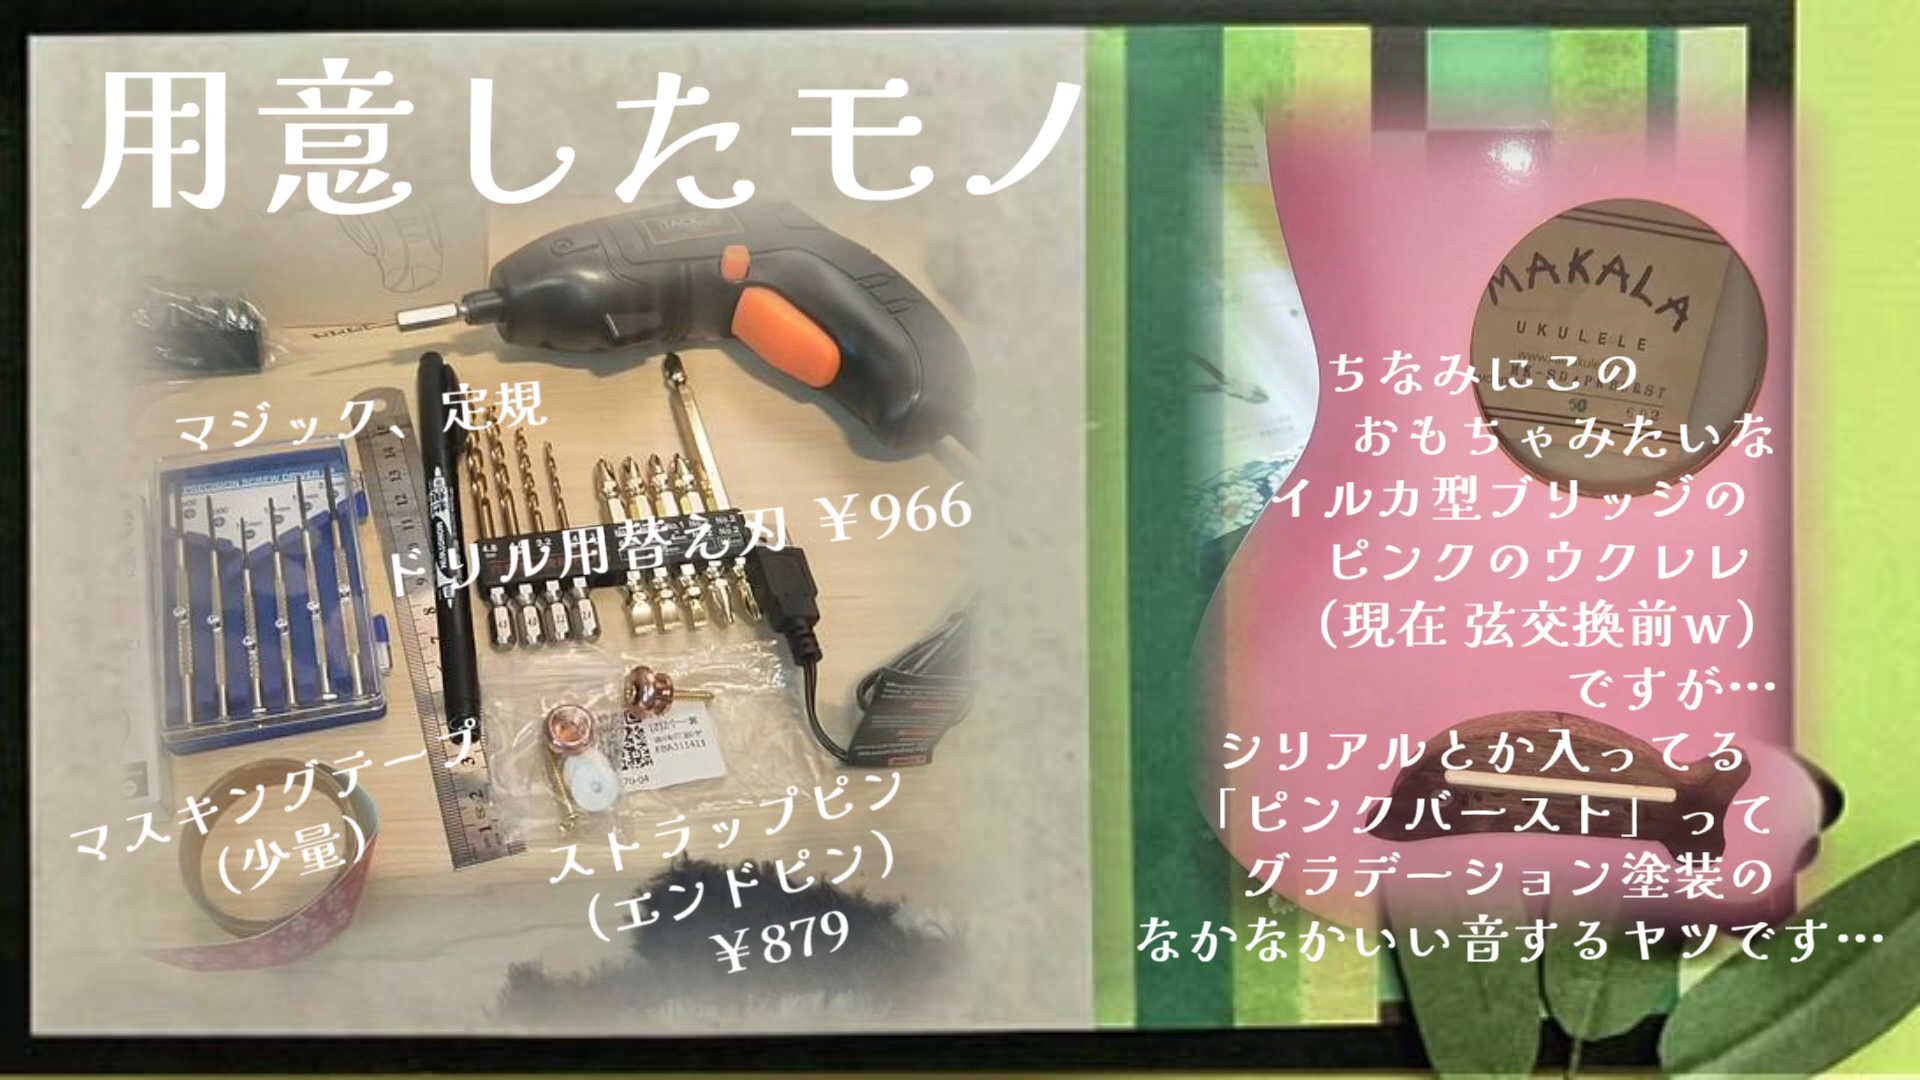 用意したモノ
マジック、定規
PRECISION SCREW DRIVER
ドリル用替え刃 ￥966
マスキングテープ
（少量）
ストラップピン
（エンドピン）
￥879
MAKALA
UKULELE
50
ちなみにこの
おもちゃみたいな
イルカ型ブリッジの
ピンクのウクレレ
（現在 弦交換前w）
ですが…
シリアルとか入ってる
「ピンクバースト」って
グラデーション塗装の
なかなかいい音するヤツです…